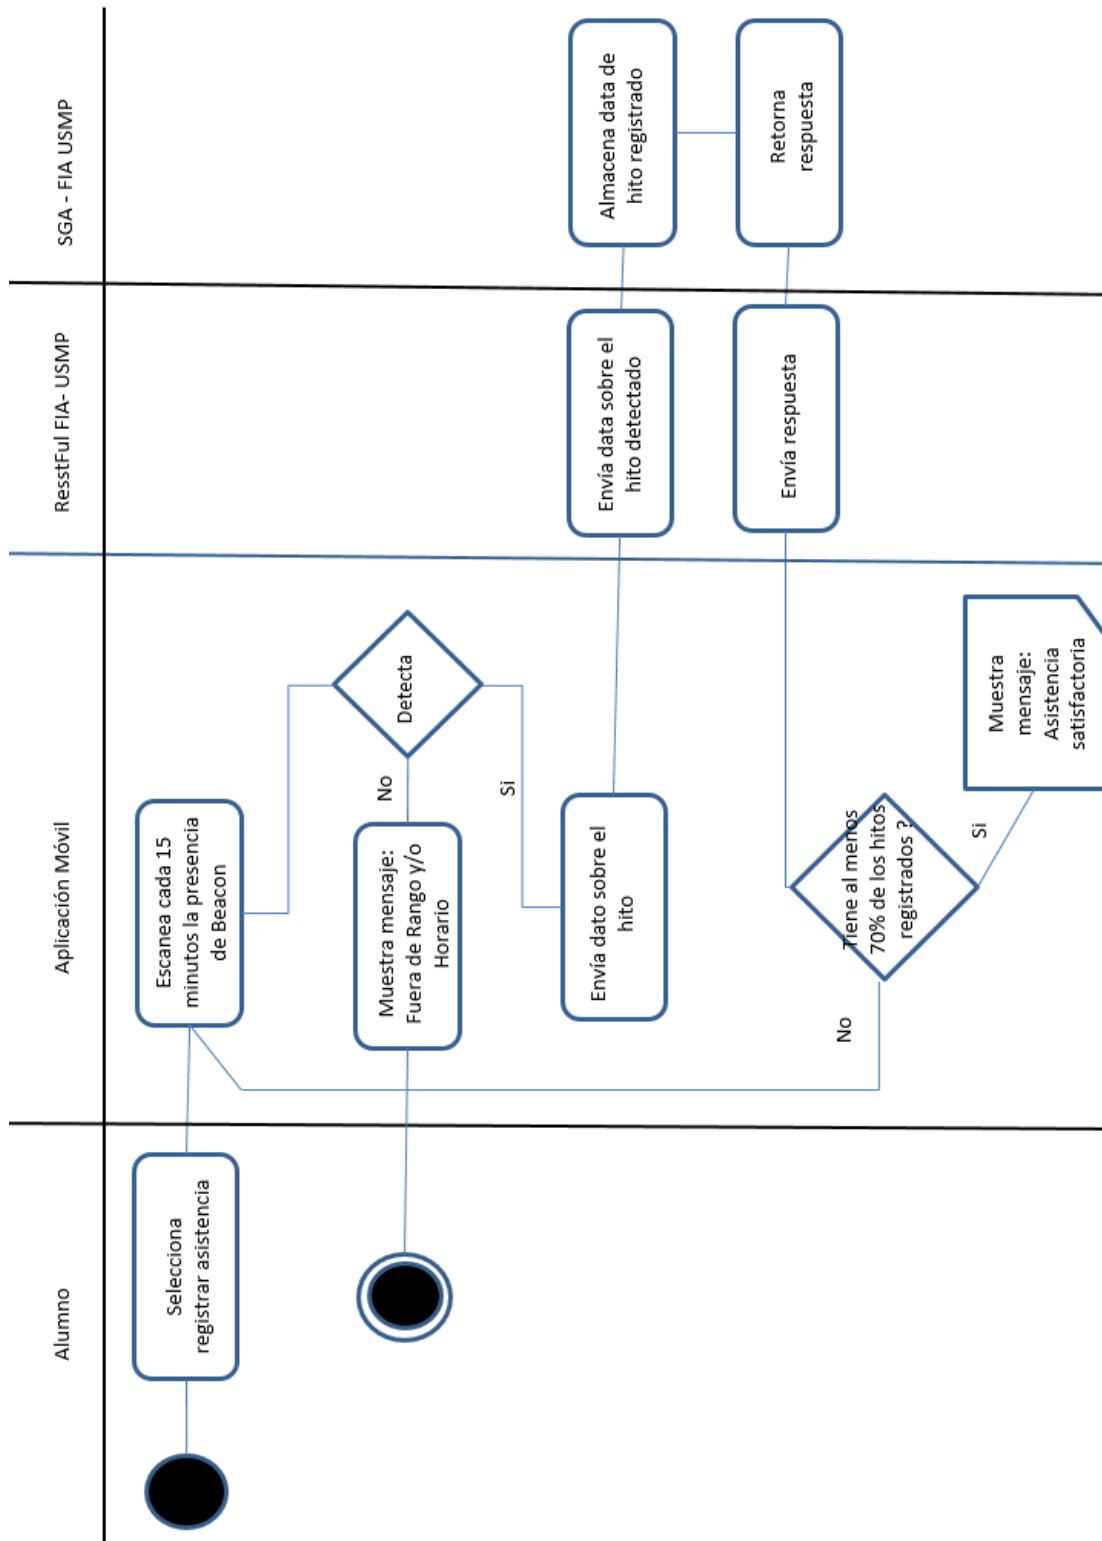 Alumno
Aplicación Móvil
ResstFul FIA- USMP
SGA - FIA USMP
Selecciona
registrar asistencia
Escanea cada 15
minutos la presencia
de Beacon
Detecta
No
Muestra mensaje:
Fuera de Rango y/o
Horario
Si
Envía dato sobre el
hito
Envía data sobre el
hito detectado
Almacena data de
hito registrado
Retorna
respuesta
Envía respuesta
Tiene al menos
70% de los hitos
registrados ?
No
Si
Muestra
mensaje:
Asistencia
satisfactoria